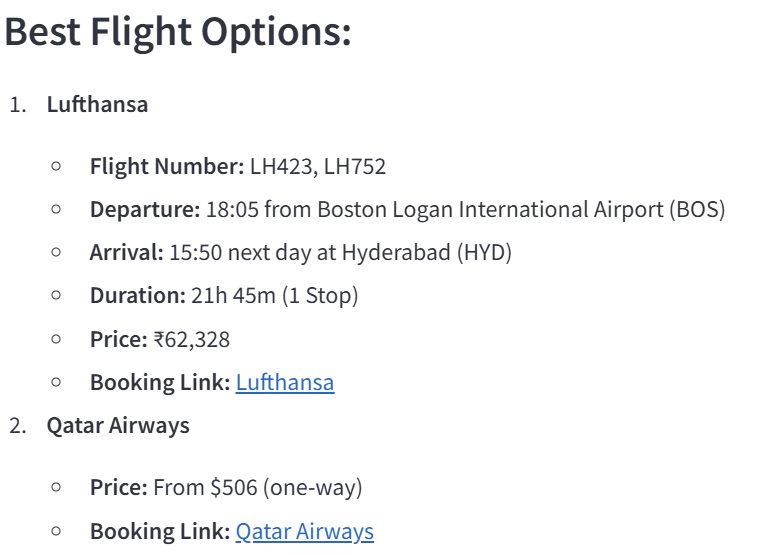 Best Flight Options:
1. Lufthansa
○ Flight Number: LH423, LH752
○ Departure: 18:05 from Boston Logan International Airport (BOS)
○ Arrival: 15:50 next day at Hyderabad (HYD)
○ Duration: 21h 45m (1 Stop)
○ Price: ₹62,328
○ Booking Link: Lufthansa
2. Qatar Airways
○ Price: From $506 (one-way)
○ Booking Link: Qatar Airways